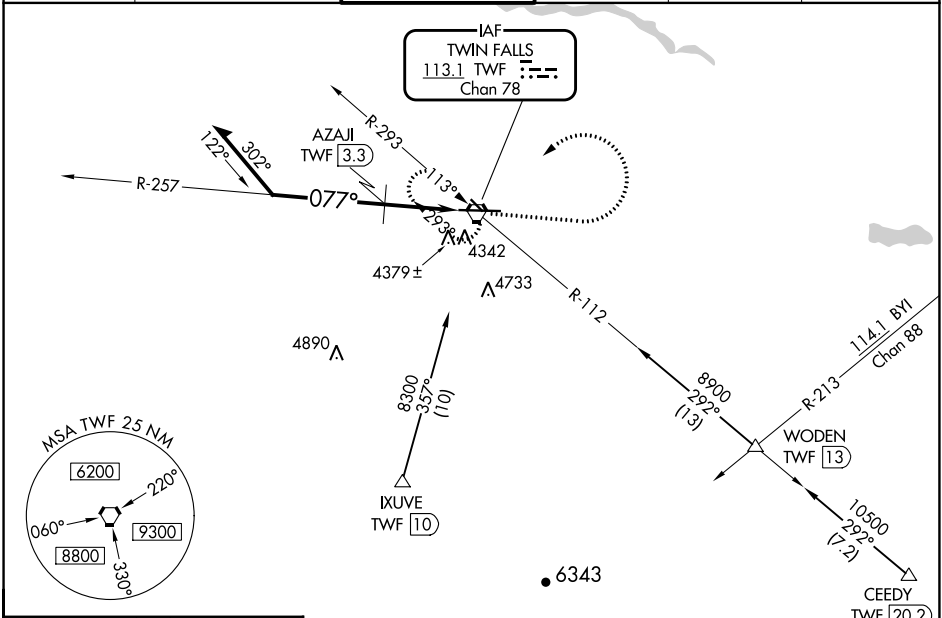 IAF
TWIN FALLS
113.1 TWF
Chan 78
R-293
AZAJI
TWF 3.3
122°
302°
R-257
077°
113°
293°
4342
4379±
4733
R-112
4890
8300
357°
(10)
114.1 BYI
Chan 88
R-213
8900
292°
(13)
WODEN
TWF 13
IXUVE
TWF 10
10500
292°
(7.2)
CEEDY
TWF 20.2
6343
MSA TWF 25 NM
6200
220°
060°
9300
8800
330°